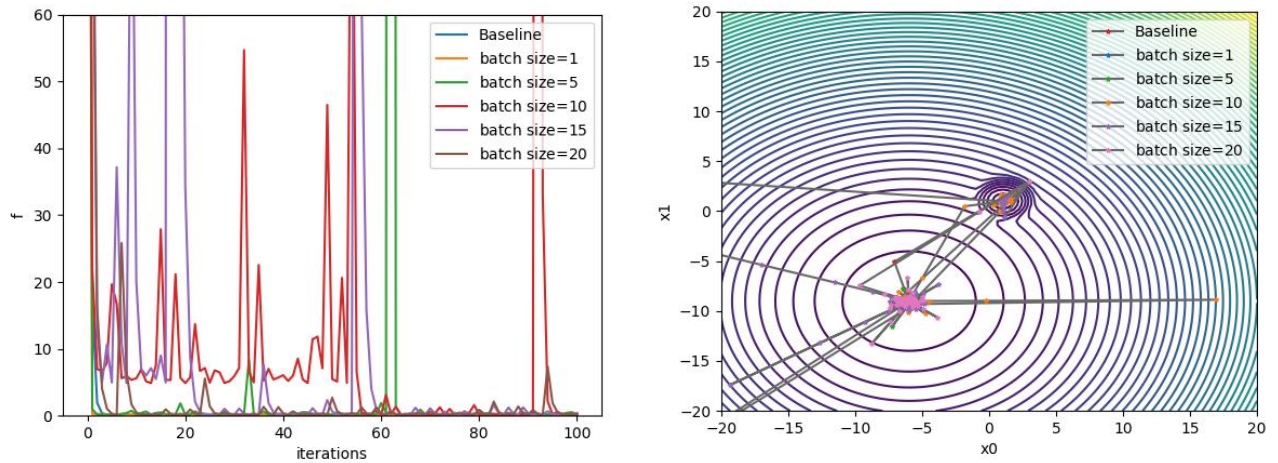 60
50
40
30
20
10
0
f
0
20
40
60
80
100
iterations
Baseline
batch size=1
batch size=5
batch size=10
batch size=15
batch size=20
20
15
10
5
0
−5
−10
−15
−20
x1
−20
−15
−10
−5
0
5
10
15
20
x0
Baseline
batch size=1
batch size=5
batch size=10
batch size=15
batch size=20